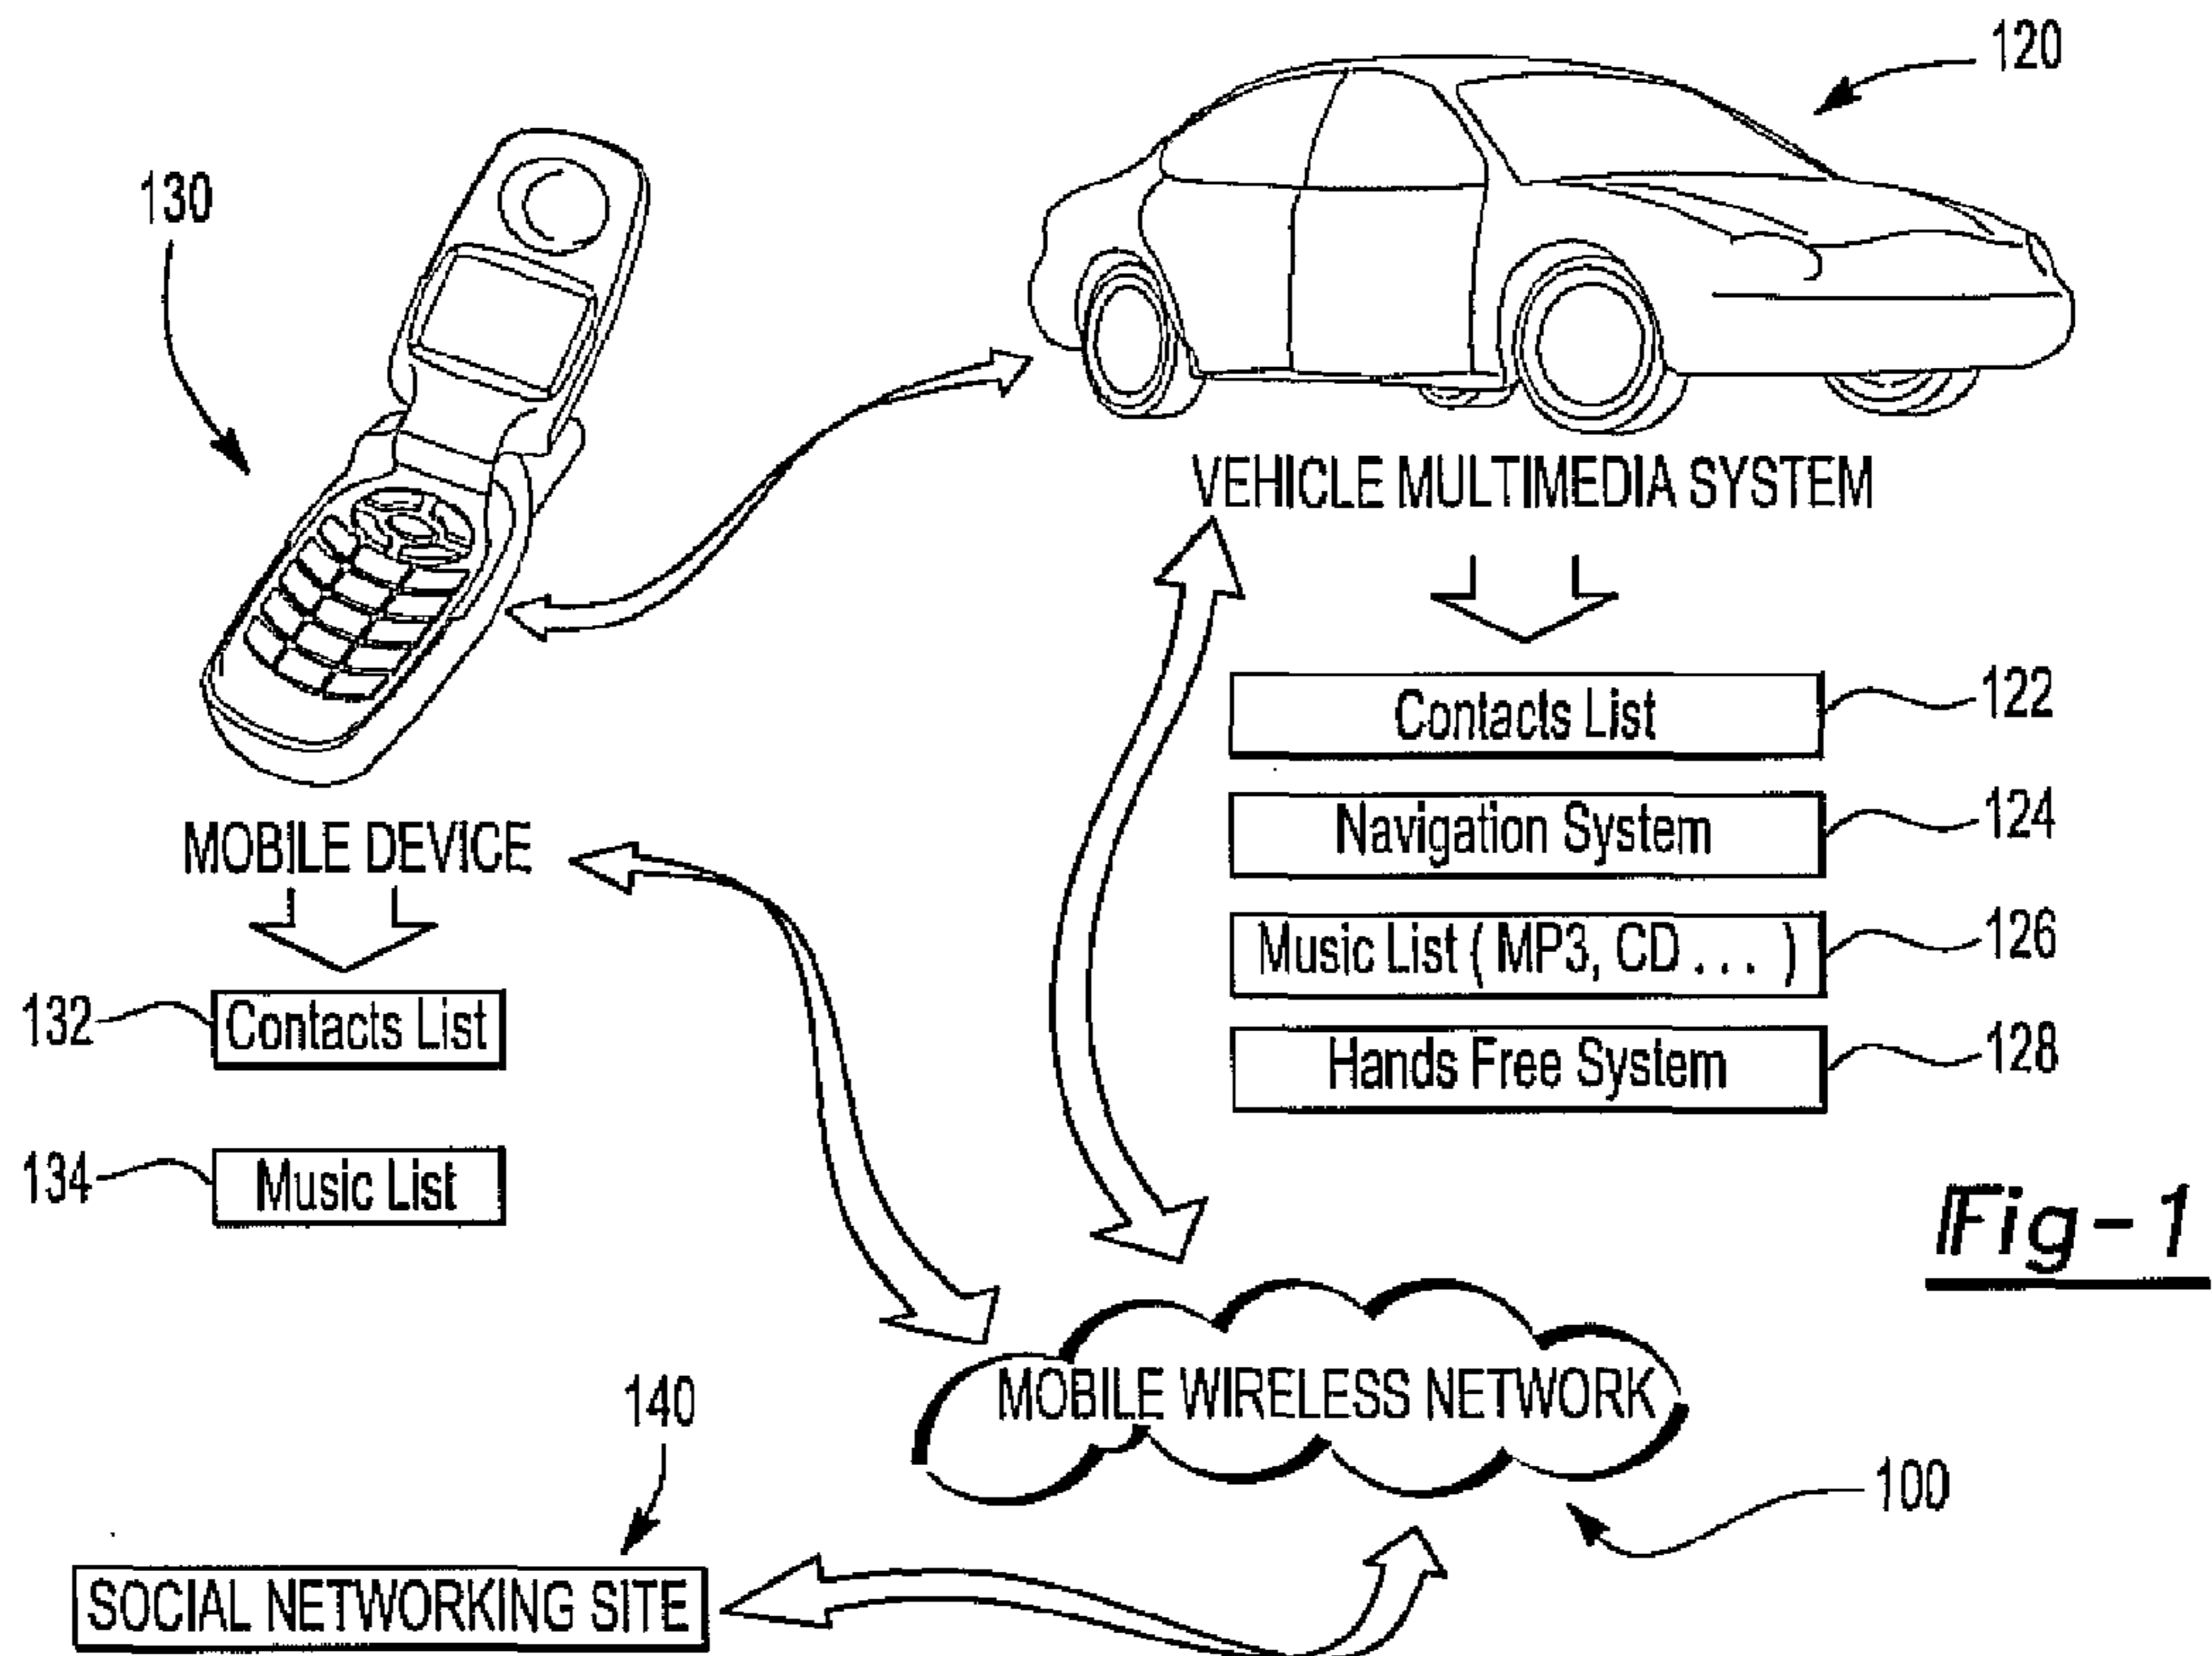 120
130
VEHICLE MULTIMEDIA SYSTEM
Contacts List
122
Navigation System
124
MOBILE DEVICE
Music List ( MP3, CD . . . )
126
132
Contacts List
Hands Free System
128
134
Music List
Fig-1
MOBILE WIRELESS NETWORK
140
100
SOCIAL NETWORKING SITE